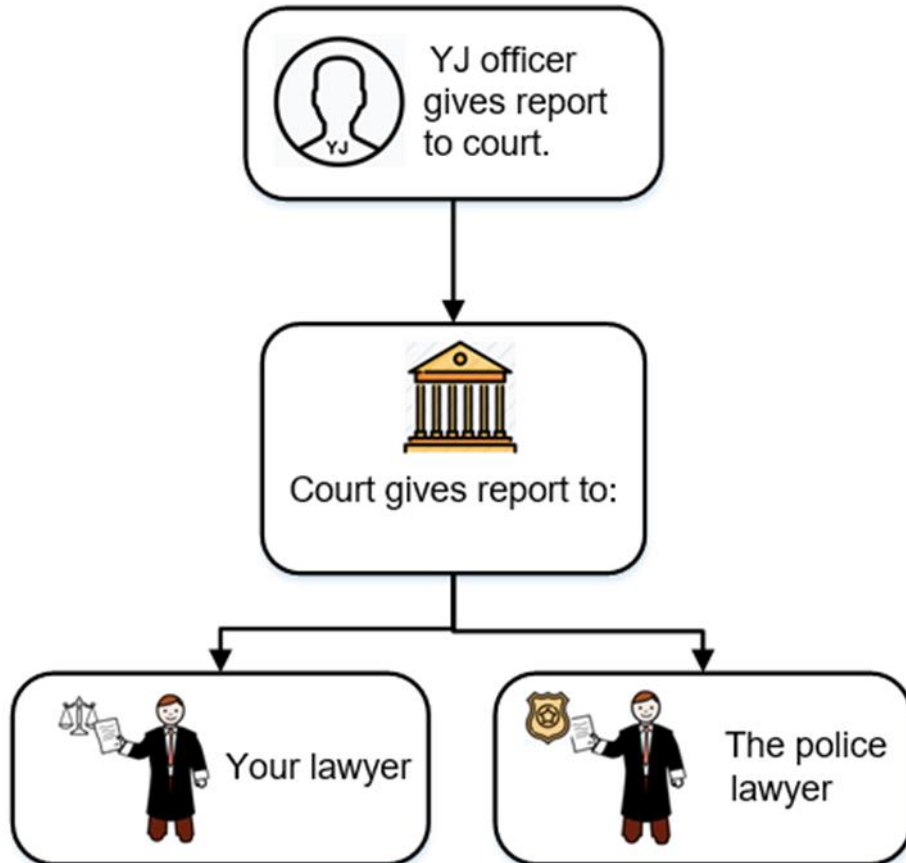 YJ officer
gives report
to court.
YJ
Court gives report to:
Your lawyer
The police
lawyer